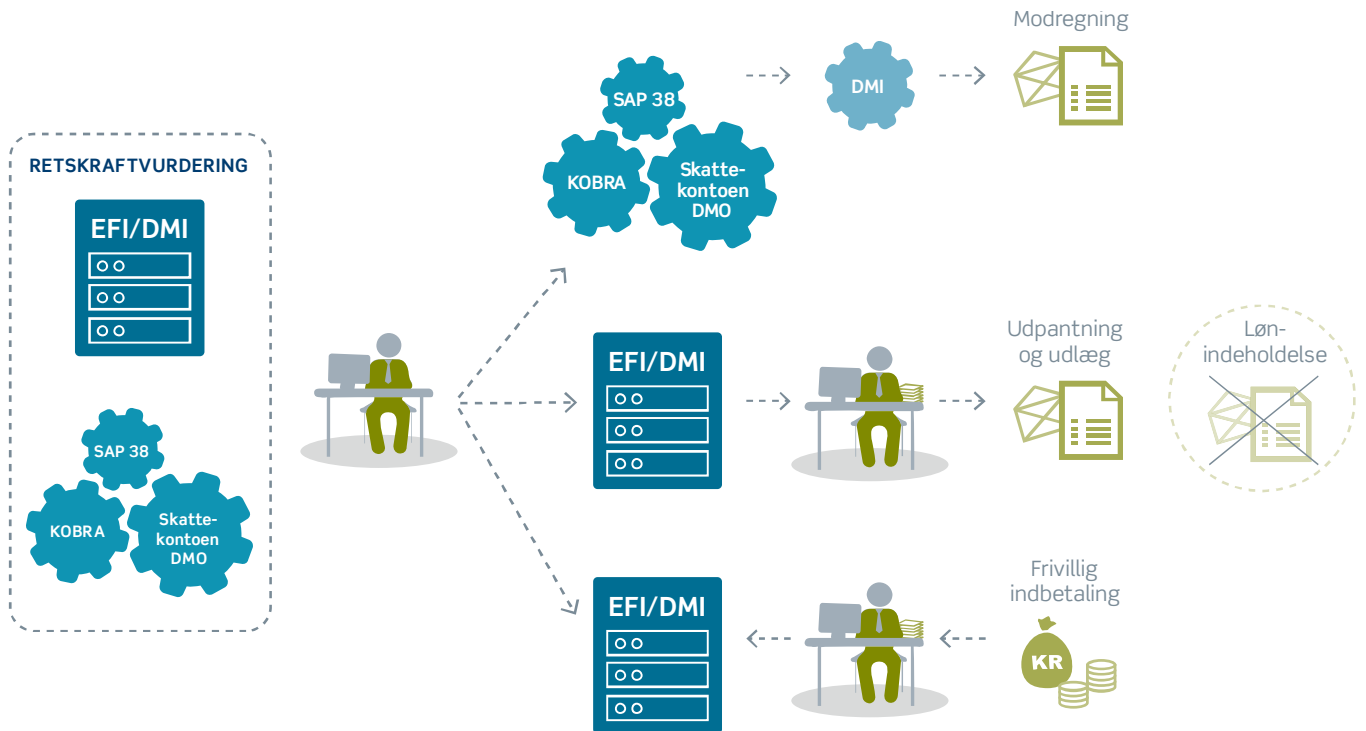 RETSKRAFTVURDERING
EFI/DMI
SAP 38
KOBRA
Skatte-
kontoen
DMO
SAP 38
KOBRA
Skatte-
kontoen
DMO
DMI
Modregning
EFI/DMI
Udpantning
og udlæg
Løn-
indeholdelse
EFI/DMI
Frivillig
indbetaling
KR